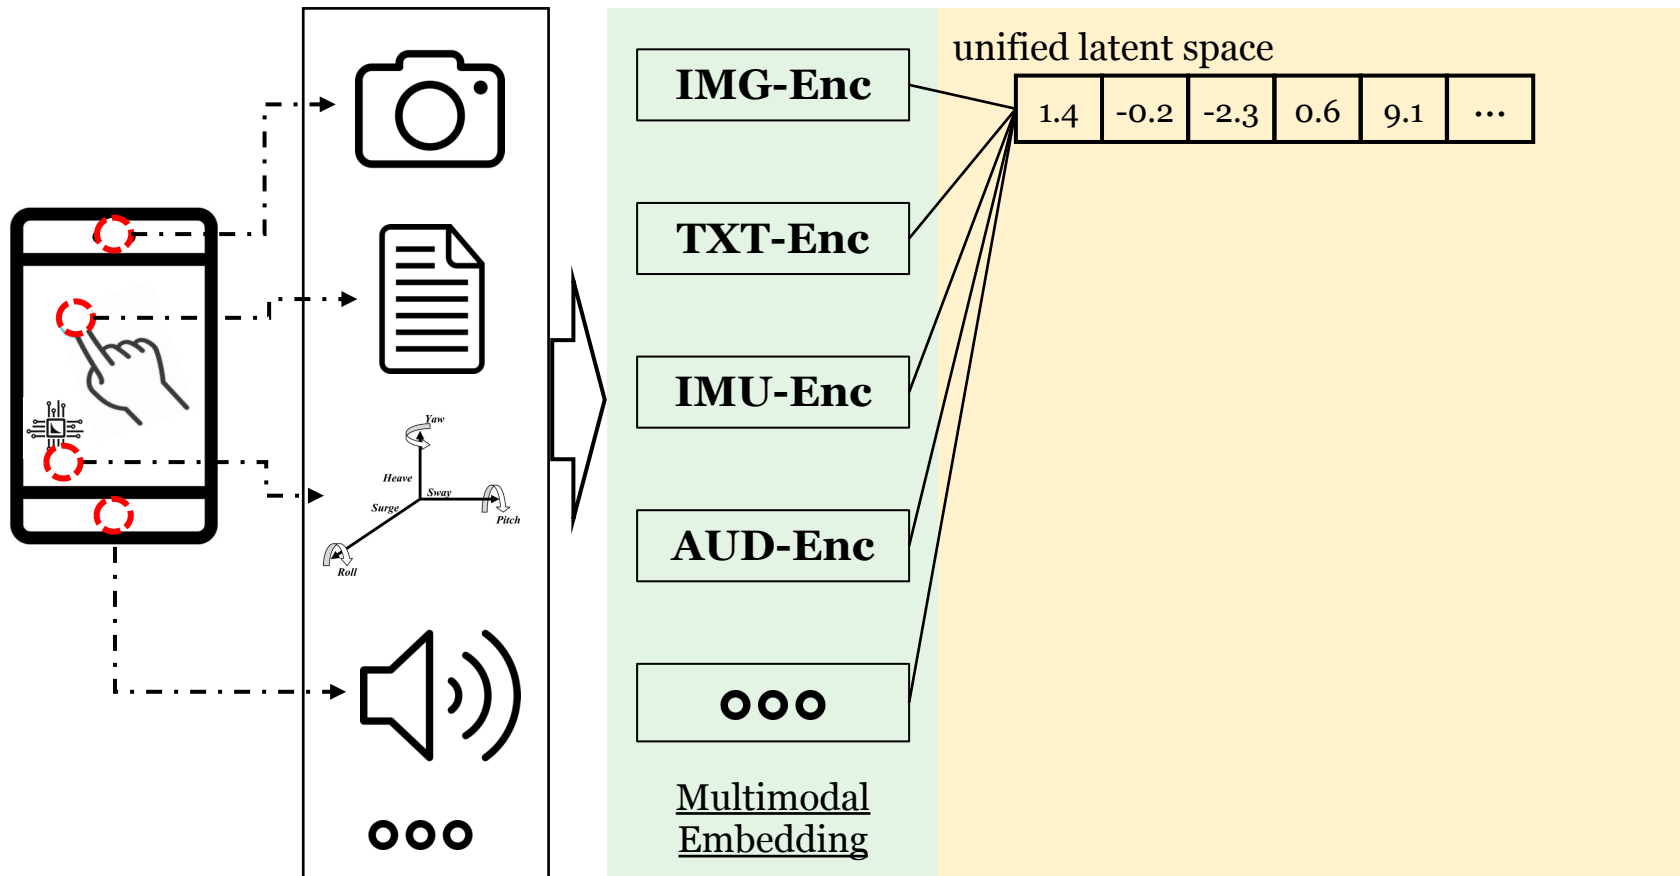 Yaw
Heave
Sway
Surge
Pitch
Roll
IMG-Enc
TXT-Enc
IMU-Enc
AUD-Enc
Multimodal
Embedding
unified latent space
1.4 -0.2 -2.3 0.6 9.1 ...